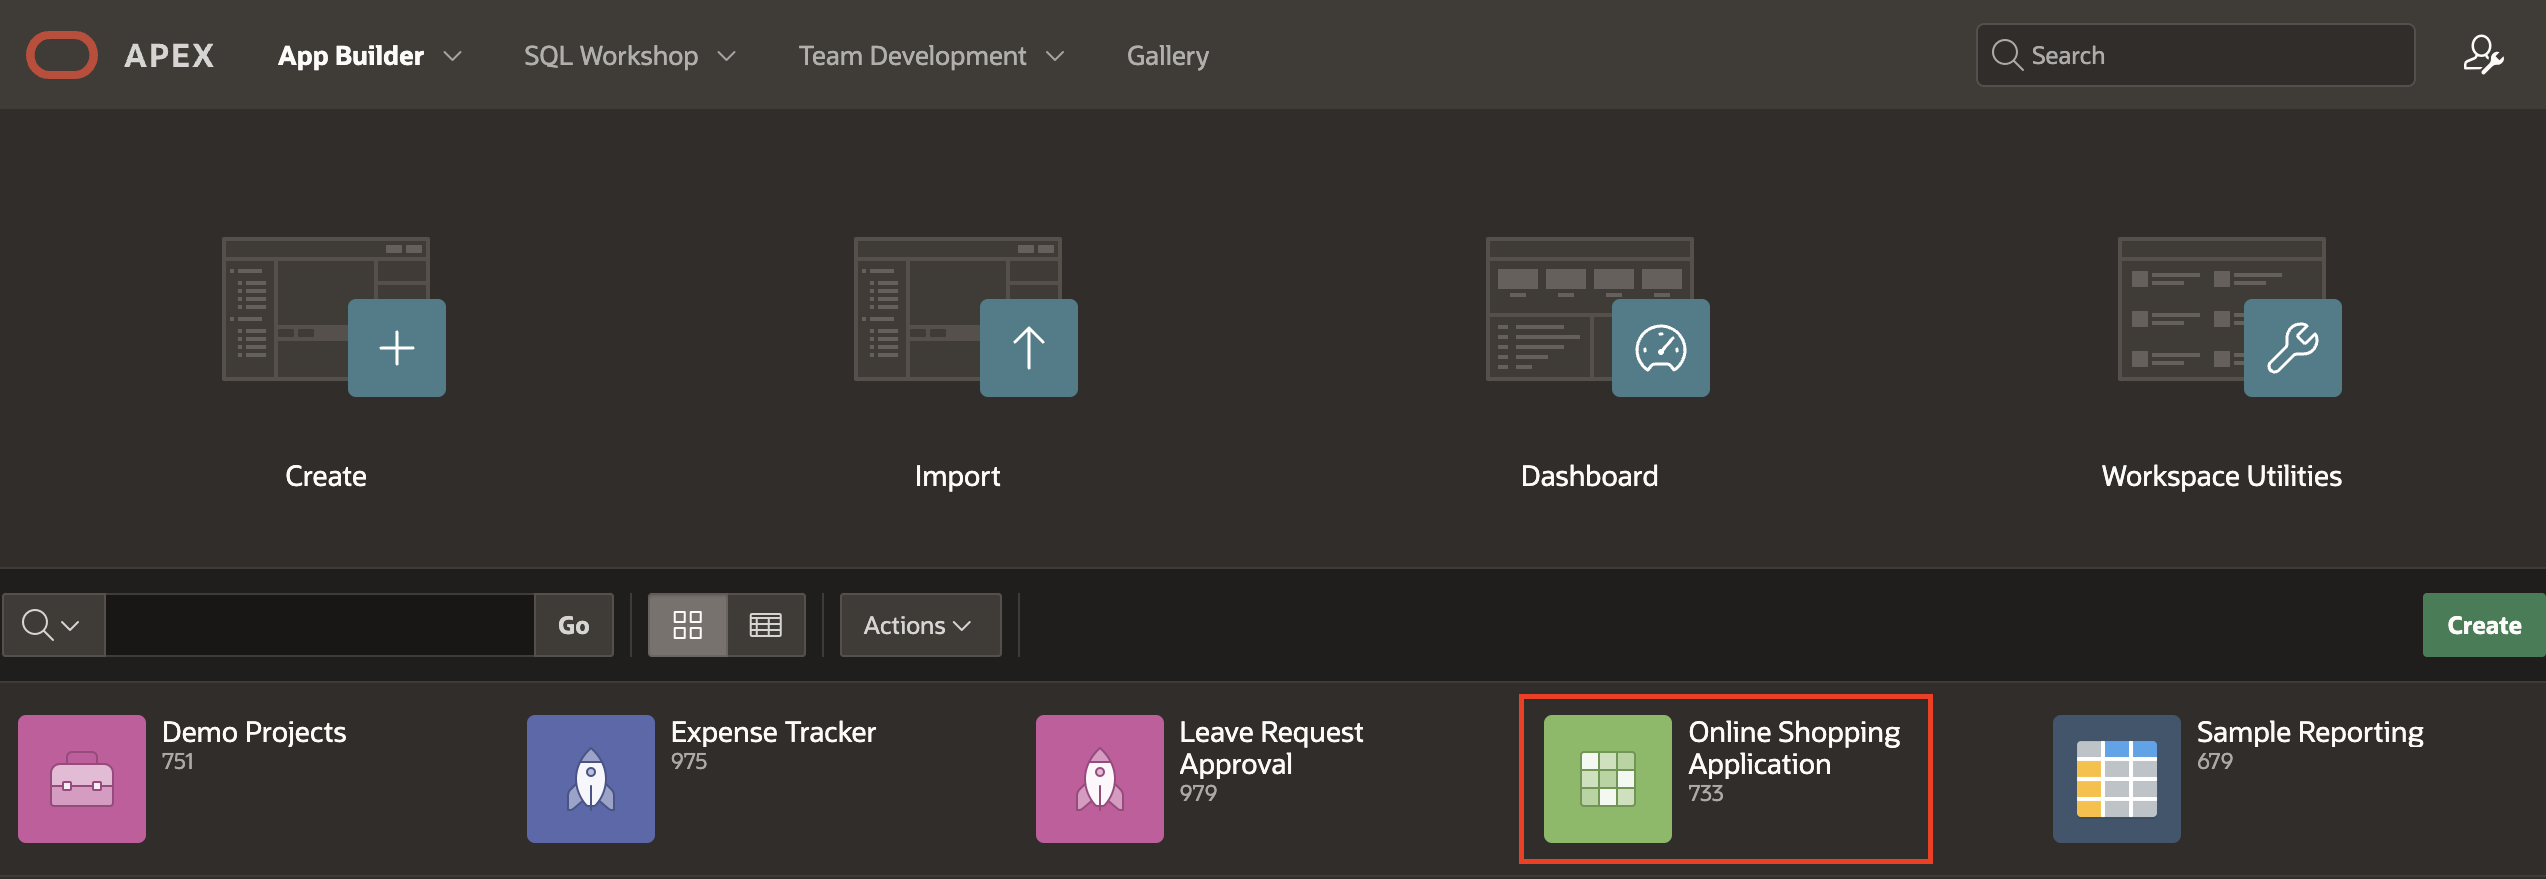 APEX App Builder SQL Workshop Team Development Gallery Search
Create Import Dashboard Workspace Utilities
Go Actions Create
Demo Projects
751
Expense Tracker
975
Leave Request
Approval
979
Online Shopping
Application
733
Sample Reporting
679